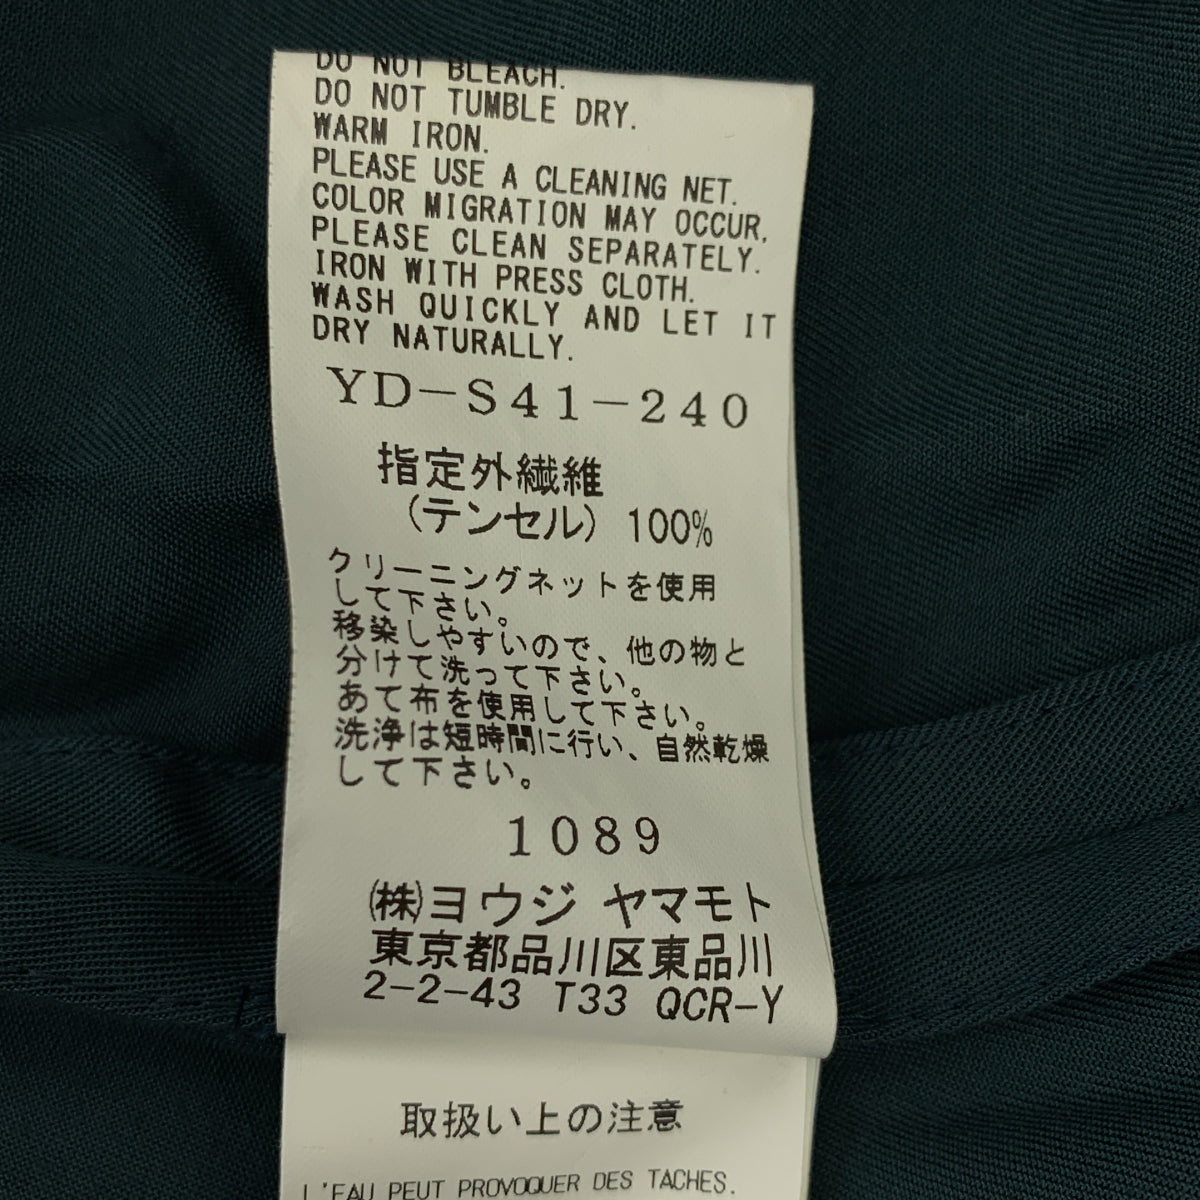 DO NOT BLEACH.
DO NOT TUMBLE DRY.
WARM IRON.
PLEASE USE A CLEANING NET.
COLOR MIGRATION MAY OCCUR,
PLEASE CLEAN SEPARATELY.
IRON WITH PRESS CLOTH.
WASH QUICKLY AND LET IT
DRY NATURALLY.
YD-S41-240
指定外繊維
(テンセル) 100%
クリーニングネットを使用
して下さい。
移染しやすいので、他の物と
分けて洗って下さい。
あて布を使用して下さい。
洗浄は短時間に行い、自然乾燥
して下さい。
1089
㈱ヨウジ ヤマモト
東京都品川区東品川
2-2-43 T33 QCR-Y
取扱い上の注意
L'EAU PEUT PROVOQUER DES TACHES.